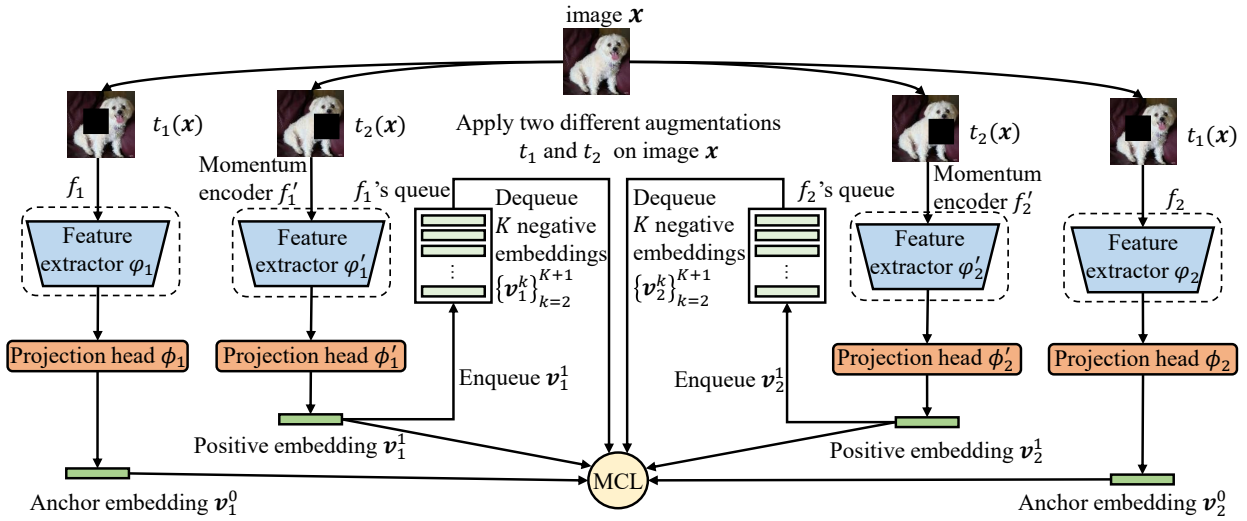 image 𝒙
t₁(𝒙)
t₂(𝒙)
Apply two different augmentations
t₁ and t₂ on image 𝒙
t₂(𝒙)
t₁(𝒙)
f₁
Momentum
encoder f₁′
f₁'s queue
Dequeue
K negative
embeddings
{𝒗₁ᵏ}ₖ₌₂ᴷ⁺¹
Dequeue
K negative
embeddings
{𝒗₂ᵏ}ₖ₌₂ᴷ⁺¹
f₂'s queue
Momentum
encoder f₂′
f₂
Feature
extractor φ₁
Feature
extractor φ₁′
⋮
⋮
Feature
extractor φ₂′
Feature
extractor φ₂
Projection head ϕ₁
Projection head ϕ₁′
Enqueue 𝒗₁¹
Enqueue 𝒗₂¹
Projection head ϕ₂′
Projection head ϕ₂
Positive embedding 𝒗₁¹
Positive embedding 𝒗₂¹
MCL
Anchor embedding 𝒗₁⁰
Anchor embedding 𝒗₂⁰